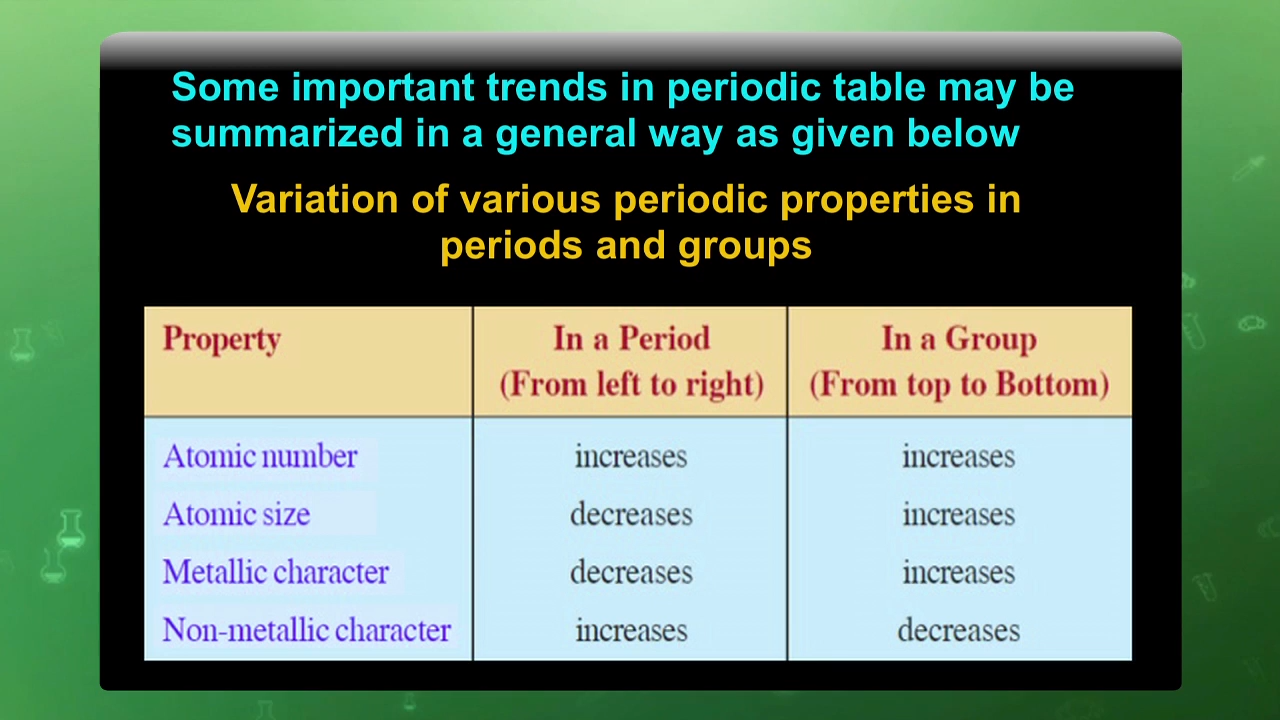 Some important trends in periodic table may be
summarized in a general way as given below
Variation of various periodic properties in
periods and groups
Property In a Period In a Group
(From left to right) (From top to Bottom)
Atomic number increases increases
Atomic size decreases increases
Metallic character decreases increases
Non-metallic character increases decreases